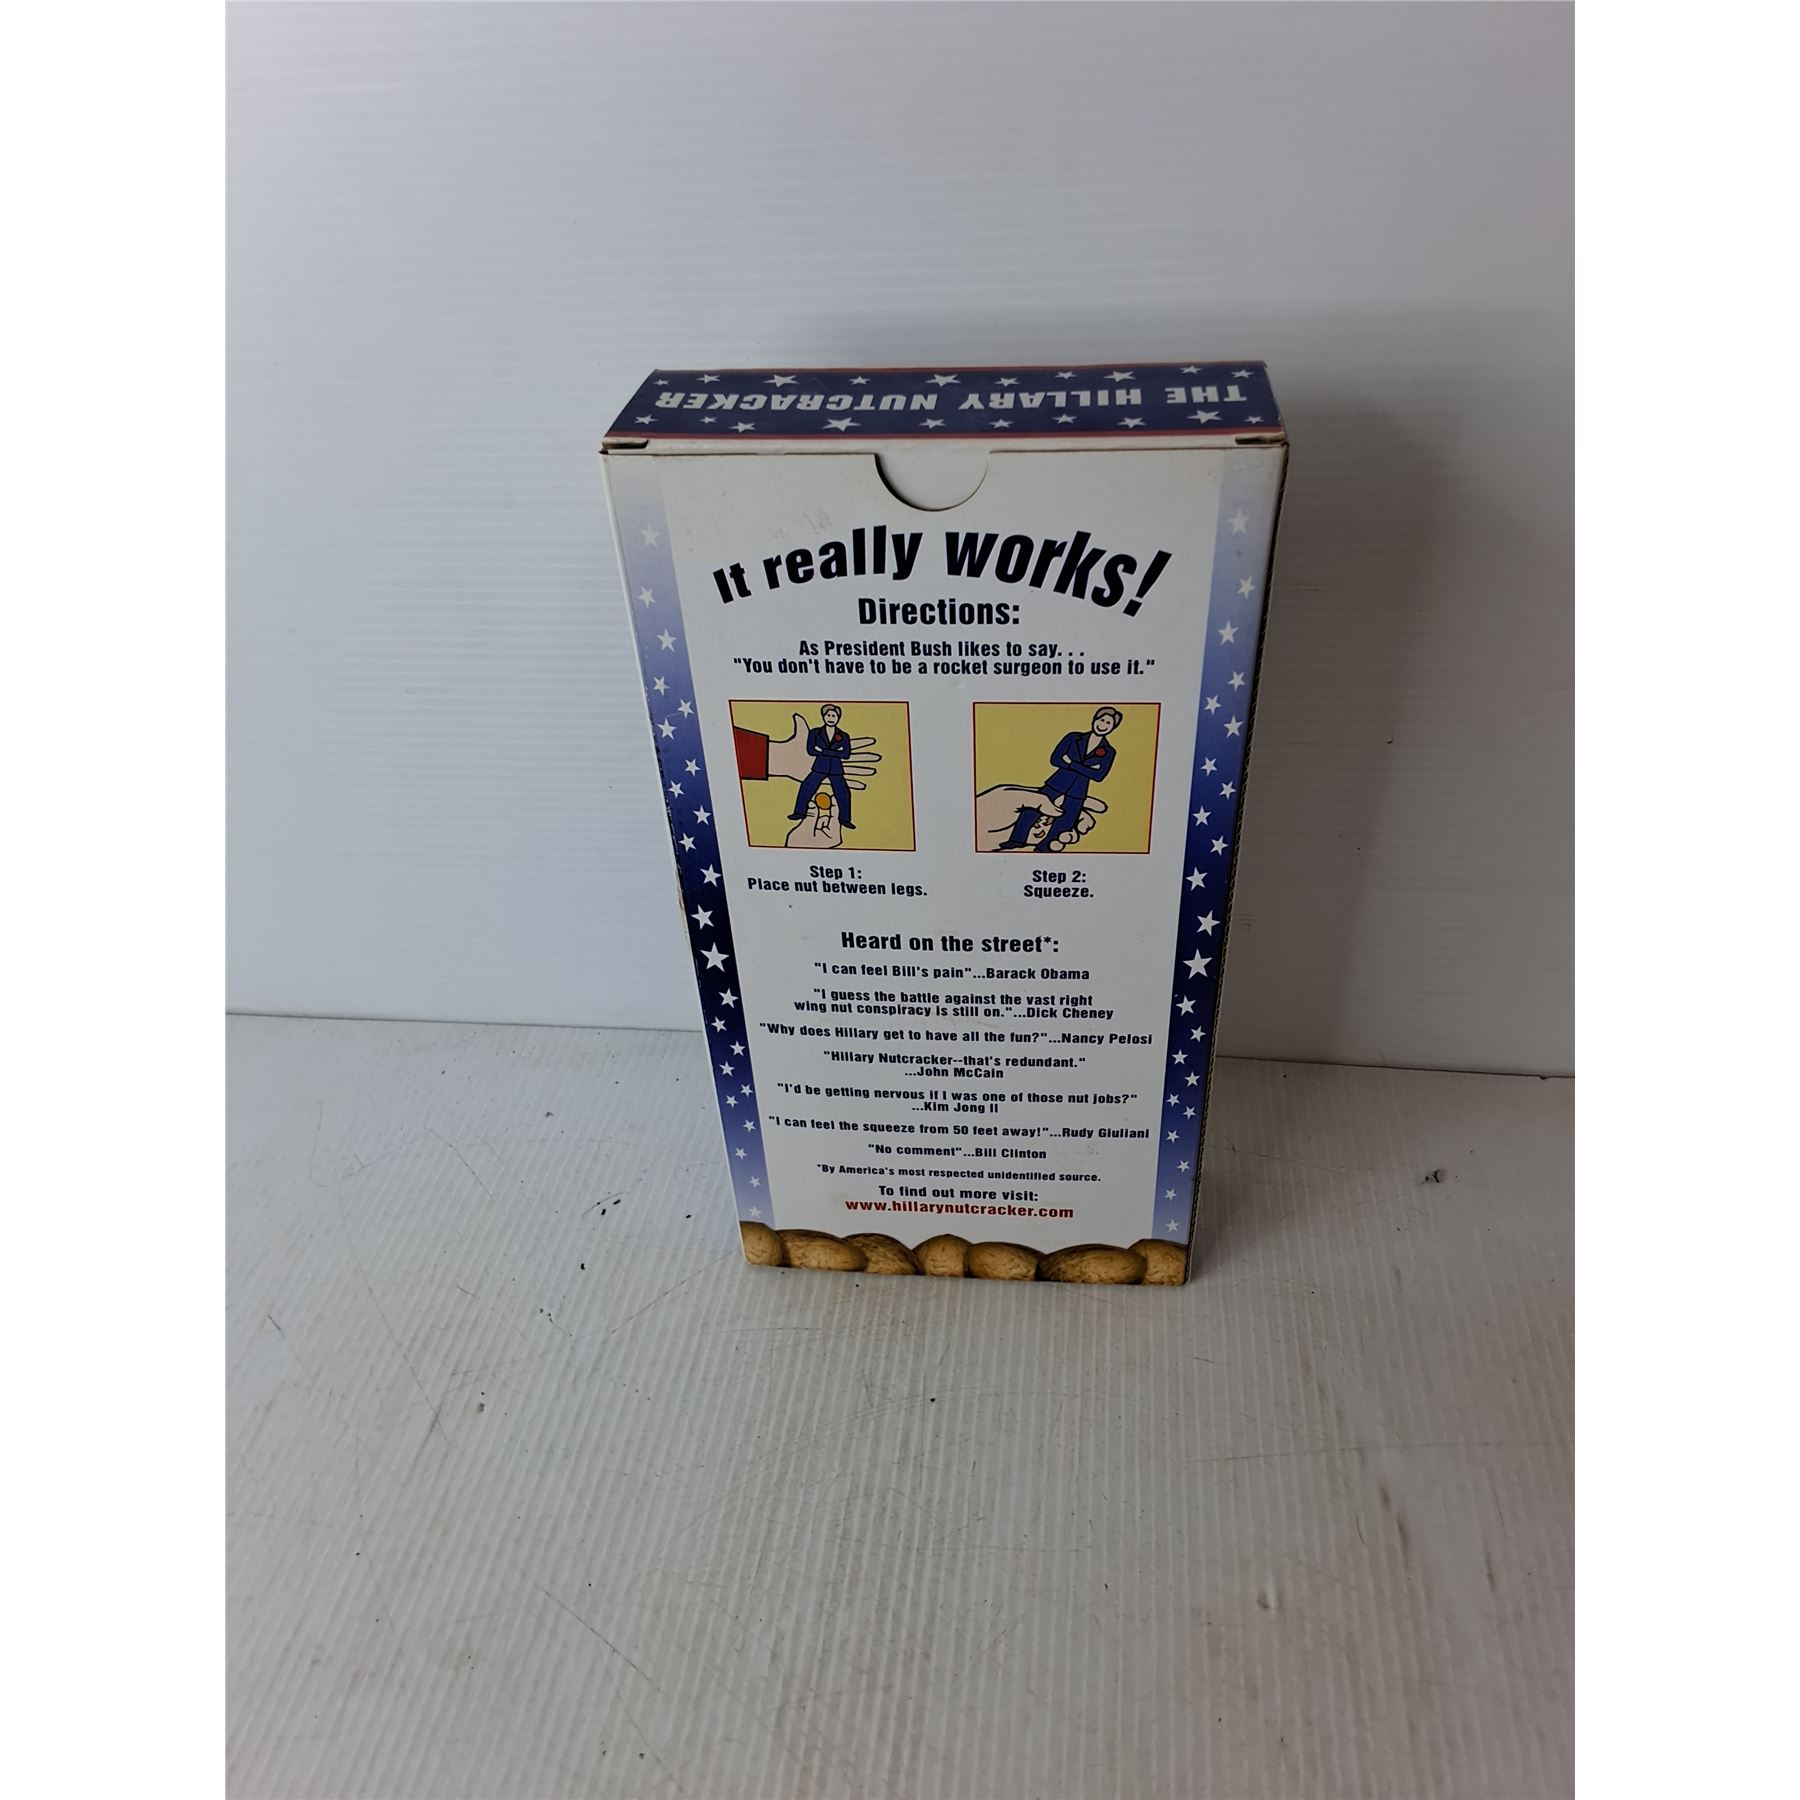 THE HILLARY NUTCRACKER
It really works!
Directions:
As President Bush likes to say. . .
"You don't have to be a rocket surgeon to use it."
Step 1:
Place nut between legs.
Step 2:
Squeeze.
Heard on the street*:
"I can feel Bill's pain"...Barack Obama
"I guess the battle against the vast right
wing nut conspiracy is still on."...Dick Cheney
"Why does Hillary get to have all the fun?"...Nancy Pelosi
"Hillary Nutcracker--that's redundant."
...John McCain
"I'd be getting nervous if I was one of those nut jobs?"
...Kim Jong Il
"I can feel the squeeze from 50 feet away!"...Rudy Giuliani
"No comment"...Bill Clinton
*By America's most respected unidentified source.
To find out more visit:
www.hillarynutcracker.com